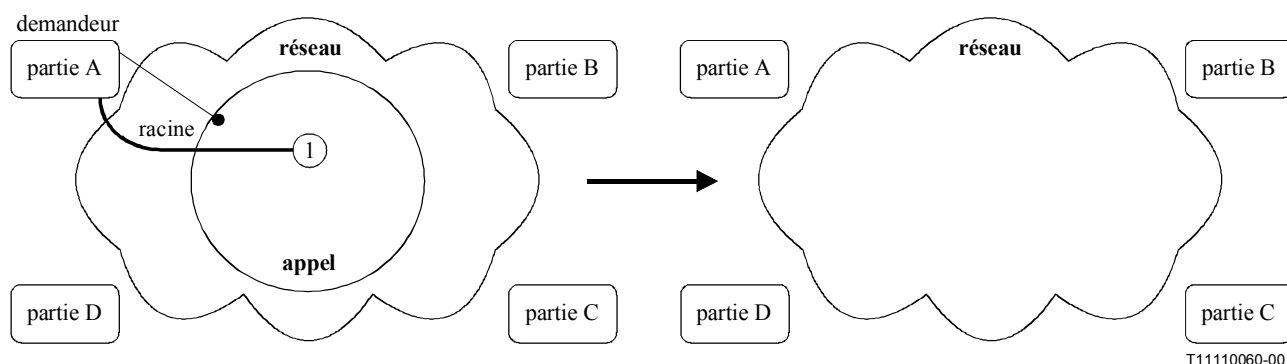 demandeur
partie A
réseau
partie B
racine
1
appel
partie D
partie C
partie A
réseau
partie B
partie D
partie C
T11110060-00